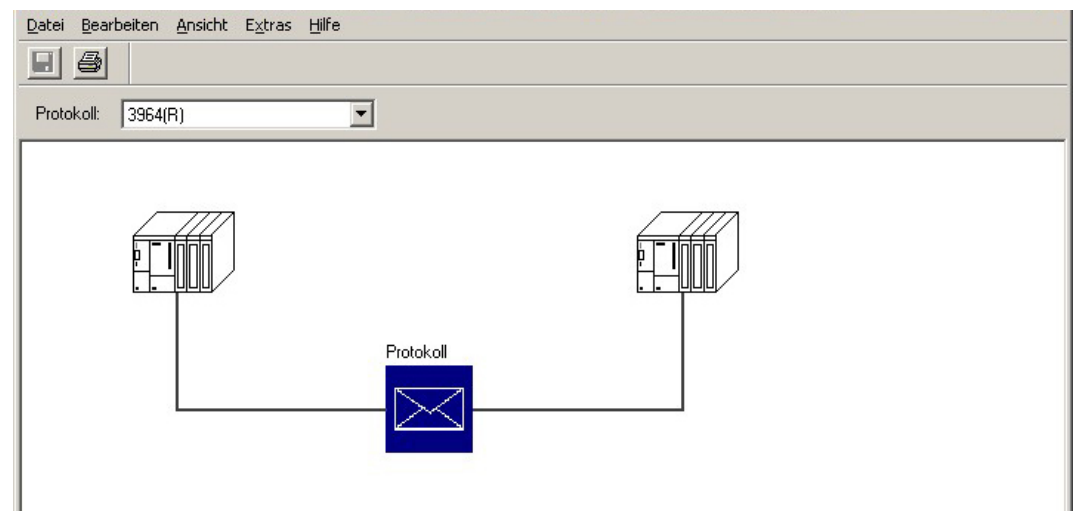 Datei Bearbeiten Ansicht Extras Hilfe
Protokoll: 3964(R)
Protokoll